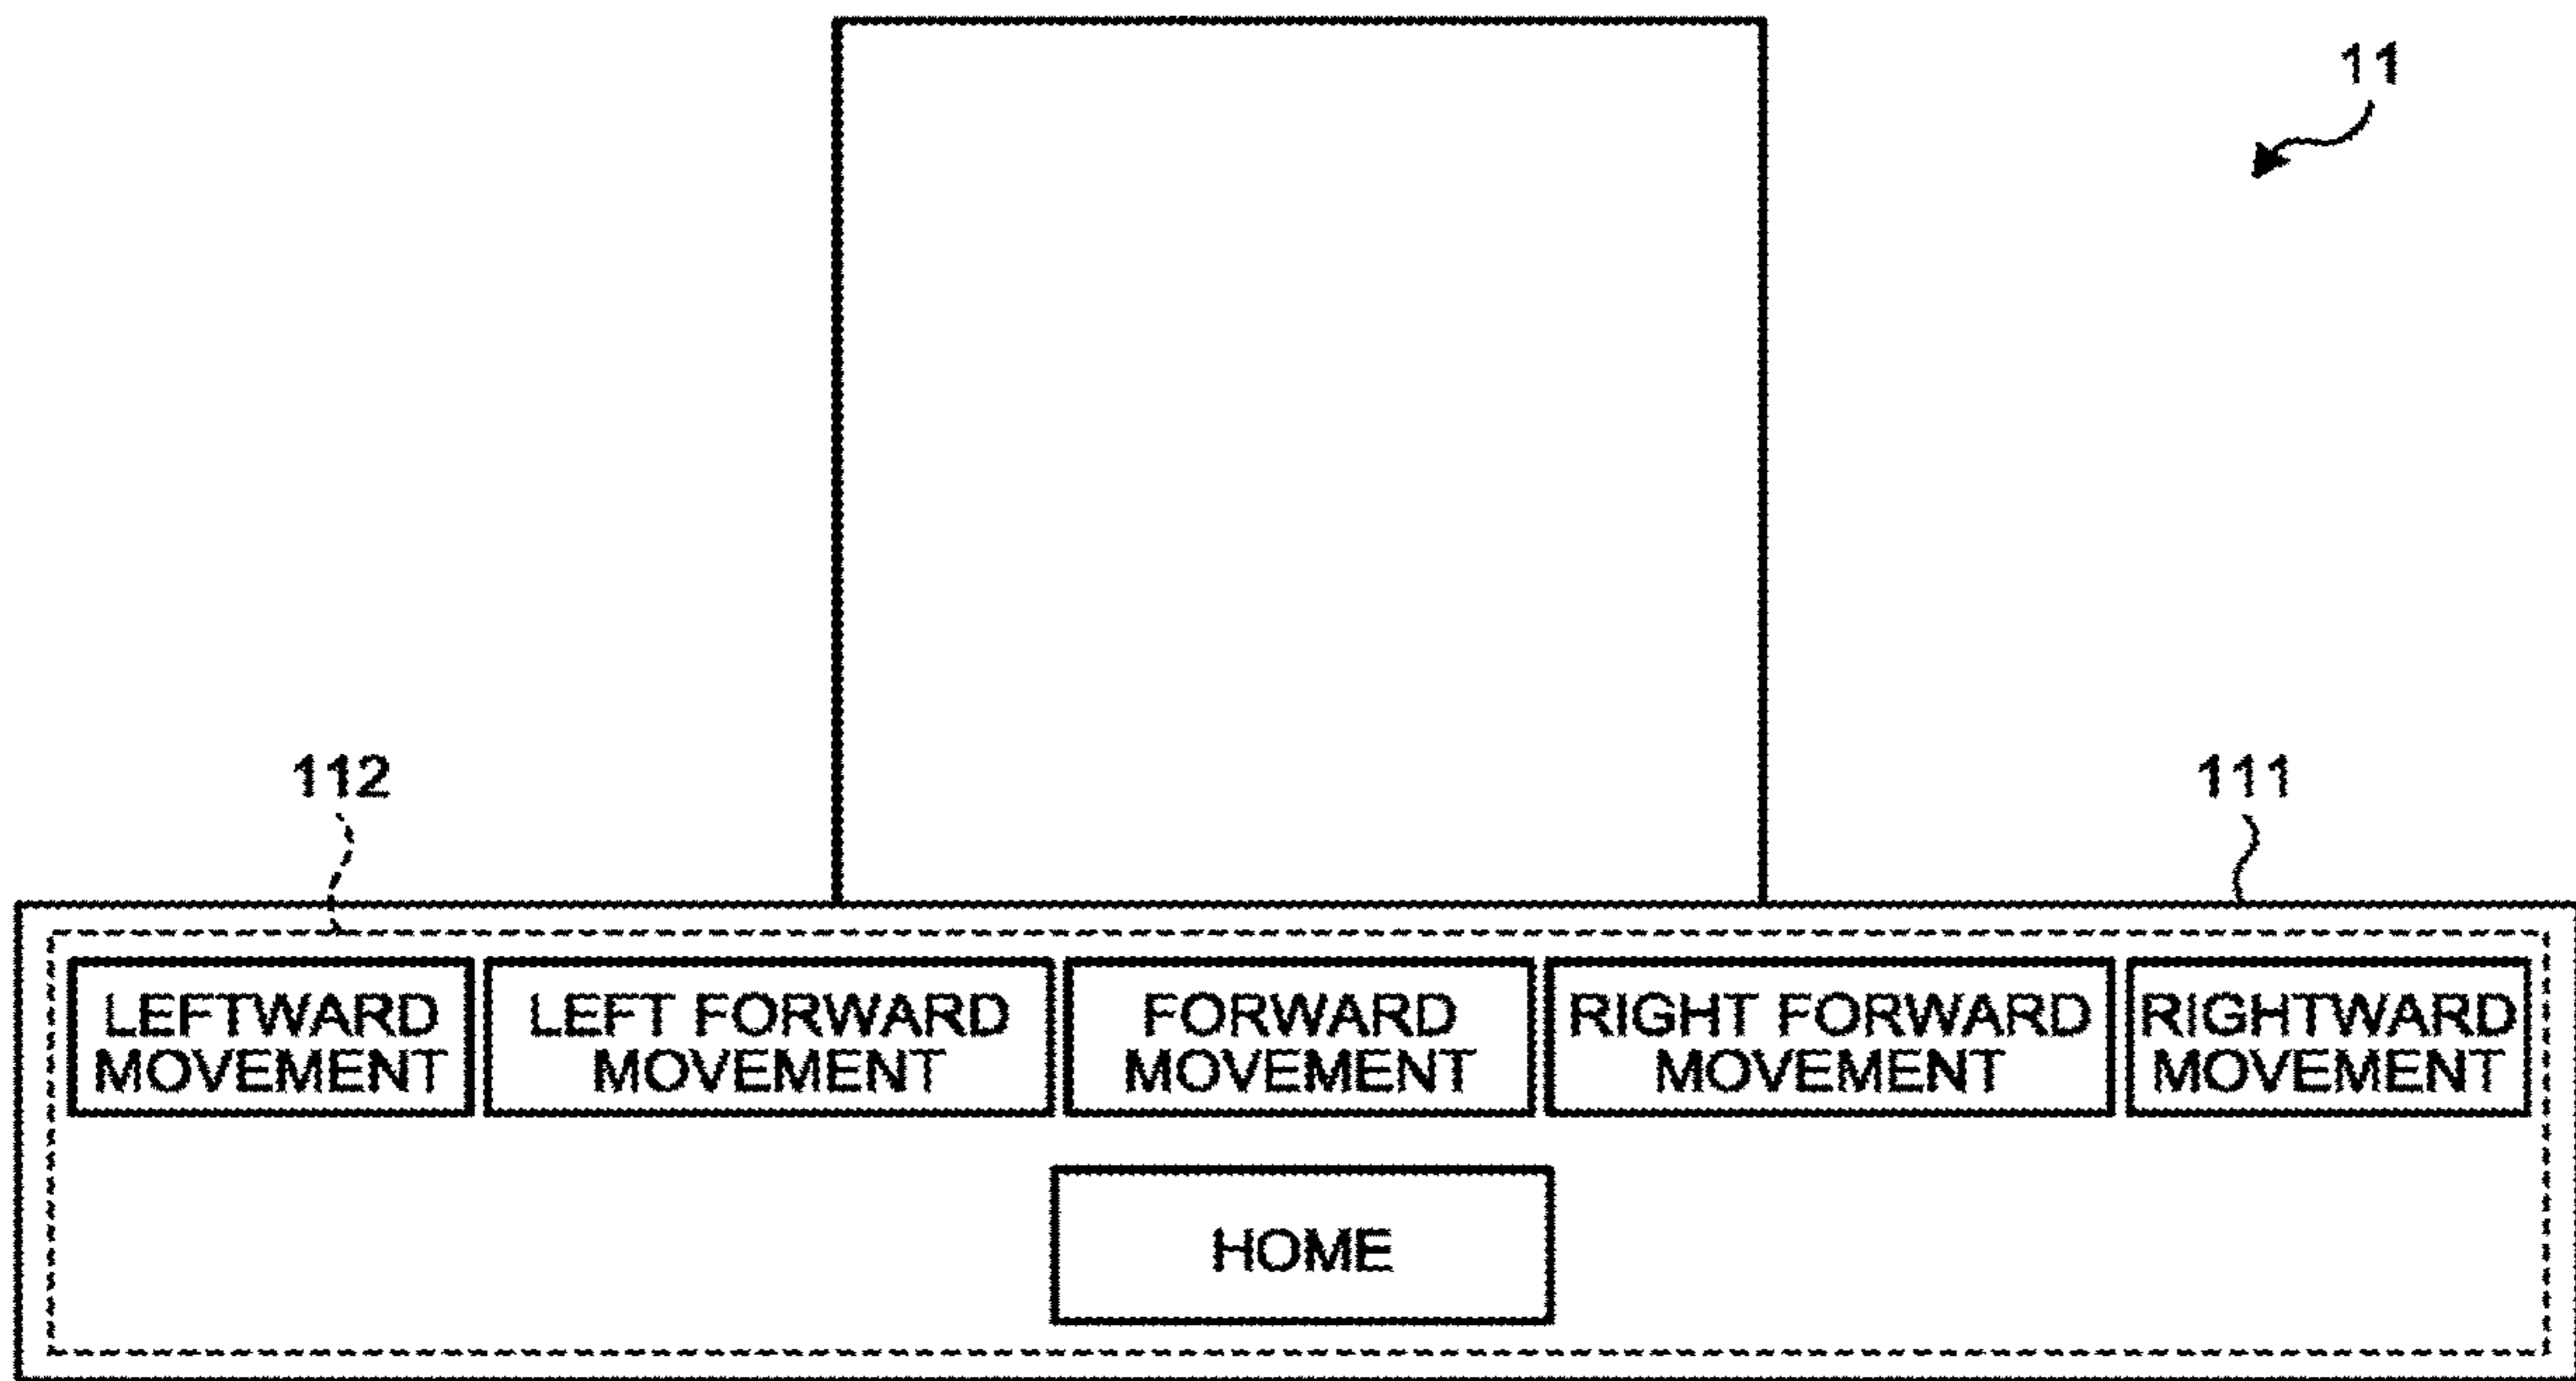 11
112
111
LEFTWARD
MOVEMENT
LEFT FORWARD
MOVEMENT
FORWARD
MOVEMENT
RIGHT FORWARD
MOVEMENT
RIGHTWARD
MOVEMENT
HOME